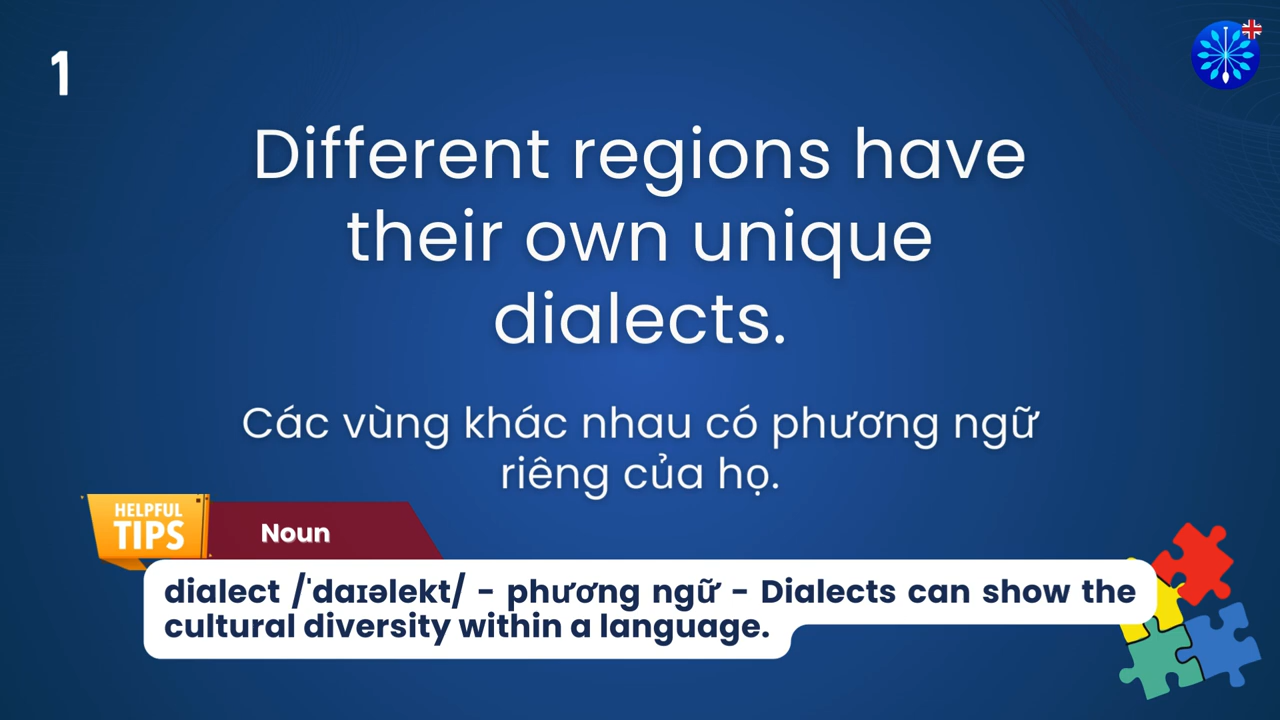 1
Different regions have
their own unique
dialects.
Các vùng khác nhau có phương ngữ
riêng của họ.
HELPFUL
TIPS
Noun
dialect /ˈdaɪəlekt/ - phương ngữ - Dialects can show the
cultural diversity within a language.